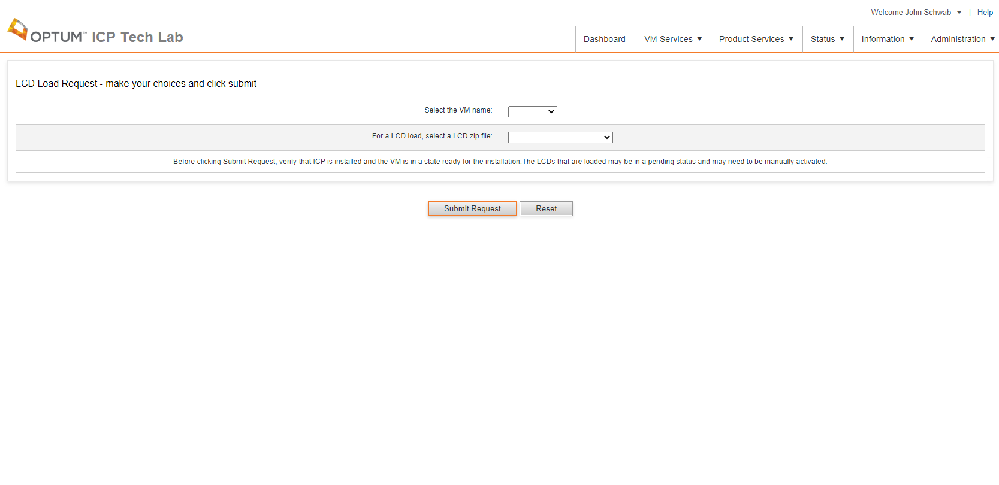 Welcome John Schwab | Help
OPTUM™ ICP Tech Lab
Dashboard VM Services Product Services Status Information Administration
LCD Load Request - make your choices and click submit
Select the VM name:
For a LCD load, select a LCD zip file:
Before clicking Submit Request, verify that ICP is installed and the VM is in a state ready for the installation.The LCDs that are loaded may be in a pending status and may need to be manually activated.
Submit Request Reset